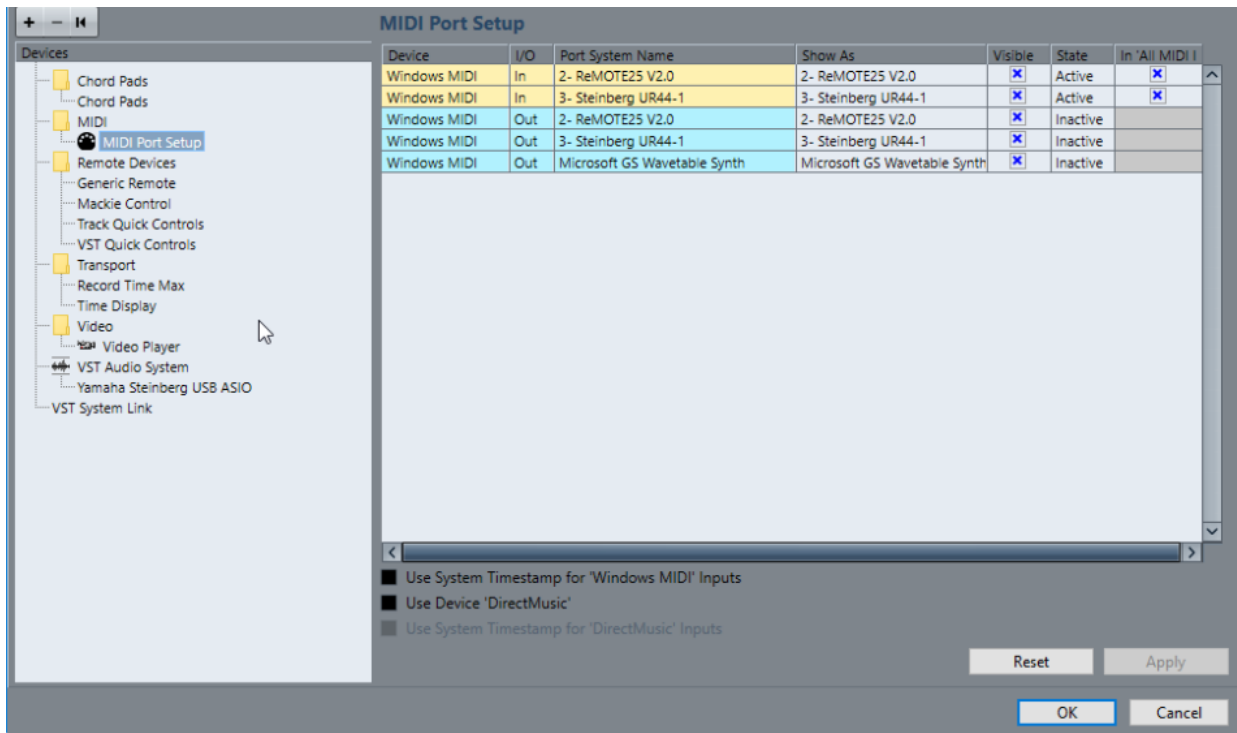 MIDI Port Setup
Devices
Chord Pads
Chord Pads
MIDI
MIDI Port Setup
Remote Devices
Generic Remote
Mackie Control
Track Quick Controls
VST Quick Controls
Transport
Record Time Max
Time Display
Video
Video Player
VST Audio System
Yamaha Steinberg USB ASIO
VST System Link
Device I/O Port System Name Show As Visible State In 'All MIDI I
Windows MIDI In 2- ReMOTE25 V2.0 2- ReMOTE25 V2.0 Active
Windows MIDI In 3- Steinberg UR44-1 3- Steinberg UR44-1 Active
Windows MIDI Out 2- ReMOTE25 V2.0 2- ReMOTE25 V2.0 Inactive
Windows MIDI Out 3- Steinberg UR44-1 3- Steinberg UR44-1 Inactive
Windows MIDI Out Microsoft GS Wavetable Synth Microsoft GS Wavetable Synth Inactive
Use System Timestamp for 'Windows MIDI' Inputs
Use Device 'DirectMusic'
Use System Timestamp for 'DirectMusic' Inputs
Reset Apply
OK Cancel